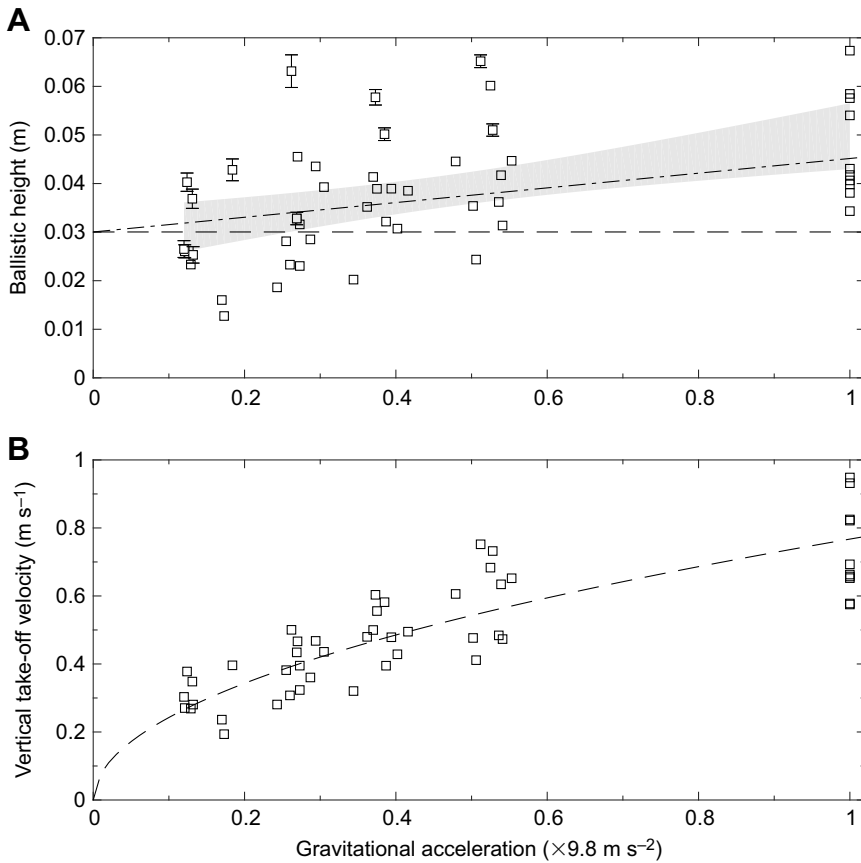 A
0.07
0.06
0.05
0.04
0.03
0.02
0.01
0
Ballistic height (m)
0 0.2 0.4 0.6 0.8 1
B
1
0.8
0.6
0.4
0.2
0
Vertical take-off velocity (m s–1)
0 0.2 0.4 0.6 0.8 1
Gravitational acceleration (×9.8 m s–2)